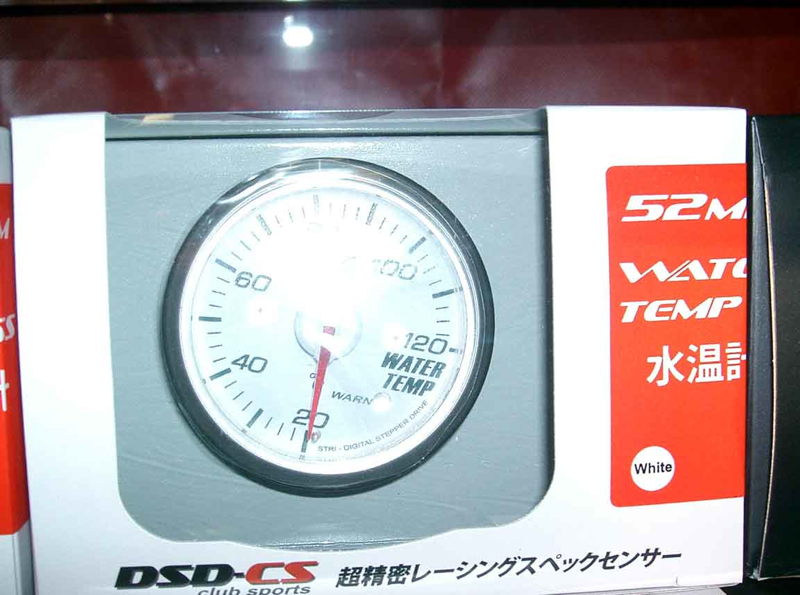 60
100
40
120
20
WATER
TEMP
WARN
STRI - DIGITAL STEPPER DRIVE
52M
WATE
TEMP
水温計
White
DSD-CS
club sports
超精密レーシングスペックセンサー